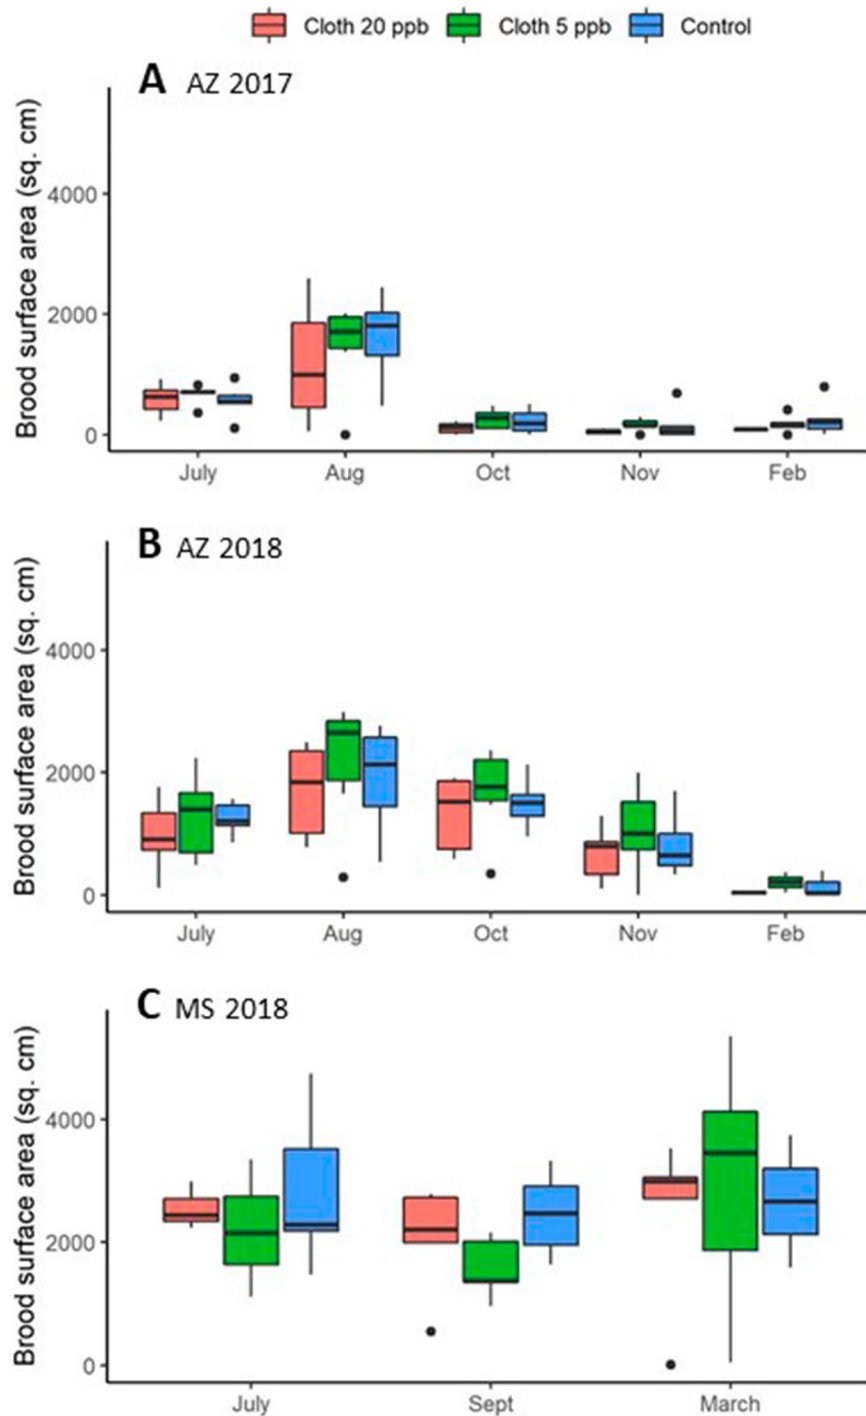 Cloth 20 ppb Cloth 5 ppb Control
A AZ 2017
Brood surface area (sq. cm)
4000
2000
0
July Aug Oct Nov Feb
B AZ 2018
Brood surface area (sq. cm)
4000
2000
0
July Aug Oct Nov Feb
C MS 2018
Brood surface area (sq. cm)
4000
2000
0
July Sept March